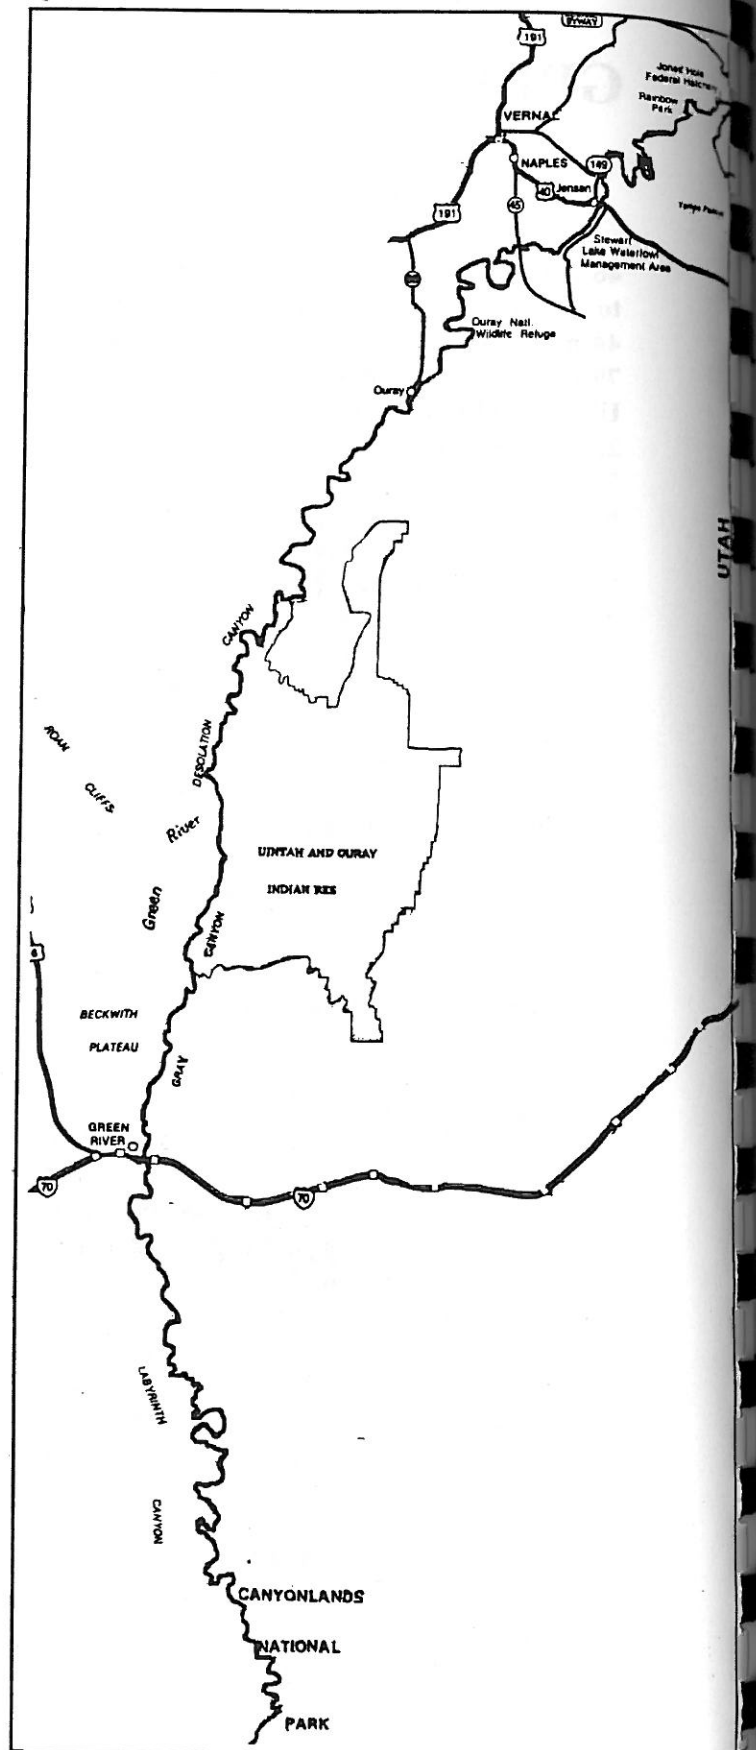 191
BYWAY
Jones Hole
Federal Hatchery
Rainbow
Park
VERNAL
NAPLES
149
40
Jensen
45
191
Stewart
Lake Waterfowl
Management Area
Ouray Natl.
Wildlife Refuge
Ouray
UTAH
CANYON
DESOLATION
ROAN
CLIFFS
River
Green
UINTAH AND OURAY
INDIAN RES
CANYON
6
BECKWITH
PLATEAU
GRAY
GREEN
RIVER
70
70
LABYRINTH
CANYON
CANYONLANDS
NATIONAL
PARK